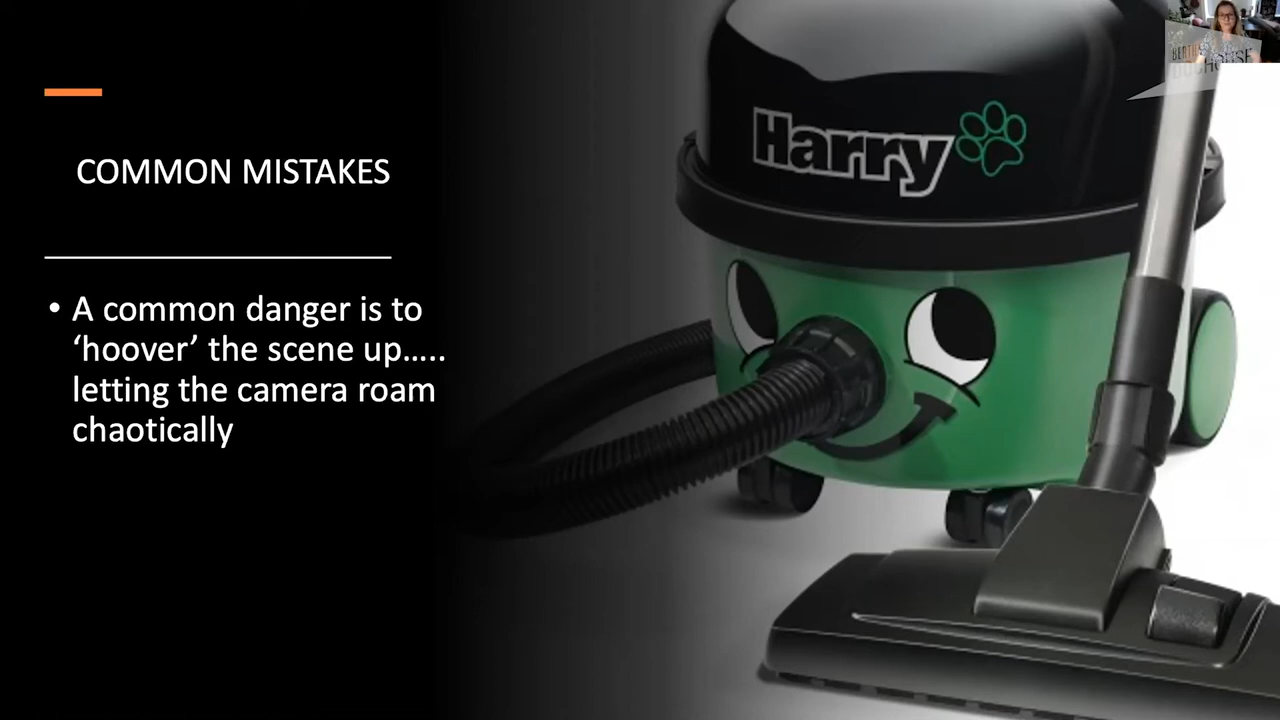 COMMON MISTAKES
• A common danger is to
‘hoover’ the scene up…..
letting the camera roam
chaotically
Harry